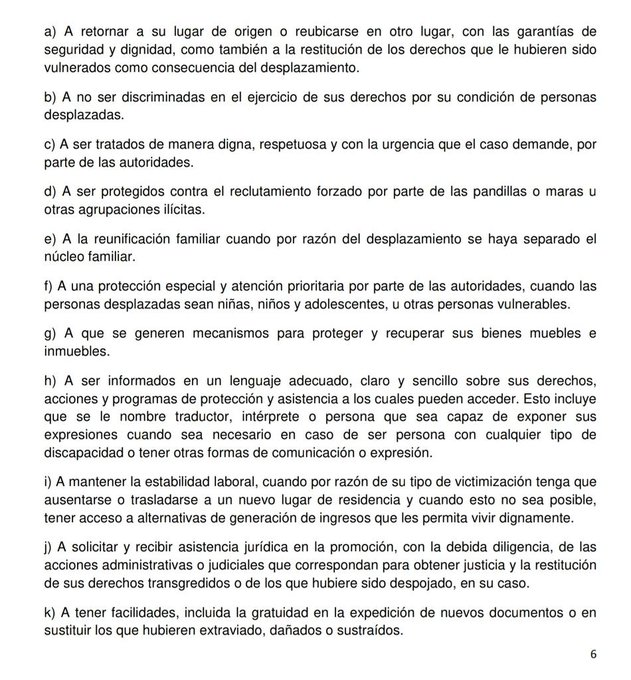 a) A retornar a su lugar de origen o reubicarse en otro lugar, con las garantías de
seguridad y dignidad, como también a la restitución de los derechos que le hubieren sido
vulnerados como consecuencia del desplazamiento.
b) A no ser discriminadas en el ejercicio de sus derechos por su condición de personas
desplazadas.
c) A ser tratados de manera digna, respetuosa y con la urgencia que el caso demande, por
parte de las autoridades.
d) A ser protegidos contra el reclutamiento forzado por parte de las pandillas o maras u
otras agrupaciones ilícitas.
e) A la reunificación familiar cuando por razón del desplazamiento se haya separado el
núcleo familiar.
f) A una protección especial y atención prioritaria por parte de las autoridades, cuando las
personas desplazadas sean niñas, niños y adolescentes, u otras personas vulnerables.
g) A que se generen mecanismos para proteger y recuperar sus bienes muebles e
inmuebles.
h) A ser informados en un lenguaje adecuado, claro y sencillo sobre sus derechos,
acciones y programas de protección y asistencia a los cuales pueden acceder. Esto incluye
que se le nombre traductor, intérprete o persona que sea capaz de exponer sus
expresiones cuando sea necesario en caso de ser persona con cualquier tipo de
discapacidad o tener otras formas de comunicación o expresión.
i) A mantener la estabilidad laboral, cuando por razón de su tipo de victimización tenga que
ausentarse o trasladarse a un nuevo lugar de residencia y cuando esto no sea posible,
tener acceso a alternativas de generación de ingresos que les permita vivir dignamente.
j) A solicitar y recibir asistencia jurídica en la promoción, con la debida diligencia, de las
acciones administrativas o judiciales que correspondan para obtener justicia y la restitución
de sus derechos transgredidos o de los que hubiere sido despojado, en su caso.
k) A tener facilidades, incluida la gratuidad en la expedición de nuevos documentos o en
sustituir los que hubieren extraviado, dañados o sustraídos.
6